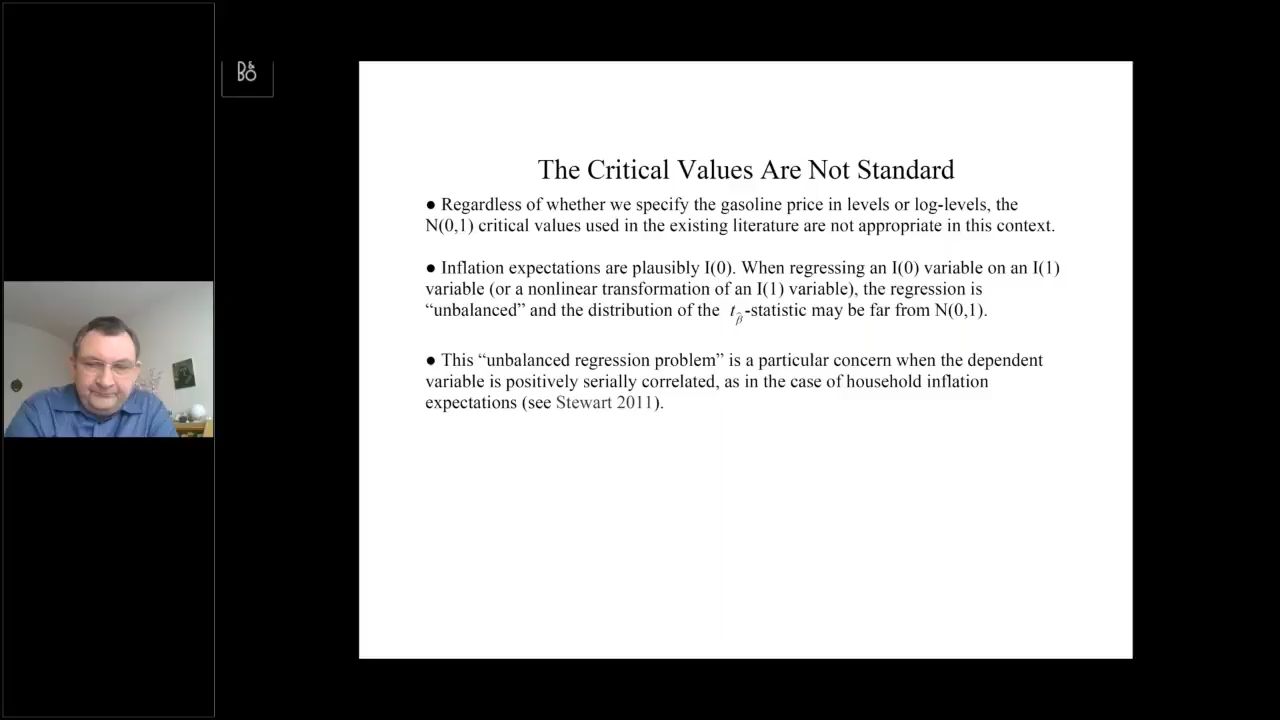 B&
BO
The Critical Values Are Not Standard
● Regardless of whether we specify the gasoline price in levels or log-levels, the
N(0,1) critical values used in the existing literature are not appropriate in this context.
● Inflation expectations are plausibly I(0). When regressing an I(0) variable on an I(1)
variable (or a nonlinear transformation of an I(1) variable), the regression is
“unbalanced” and the distribution of the t_β̂-statistic may be far from N(0,1).
● This “unbalanced regression problem” is a particular concern when the dependent
variable is positively serially correlated, as in the case of household inflation
expectations (see Stewart 2011).